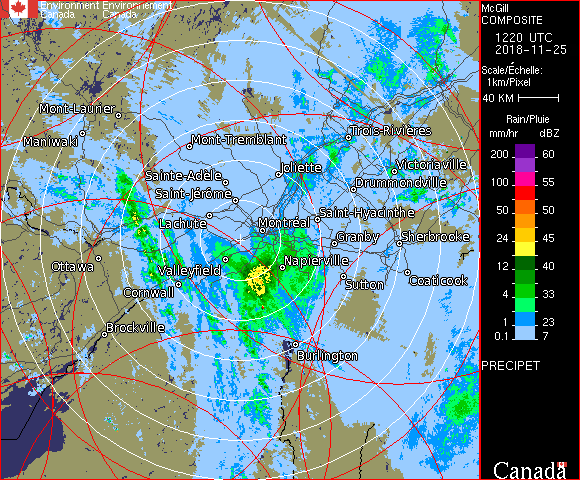 Environment Environnement
Canada Canada
McGill
COMPOSITE
1220 UTC
2018-11-25
Scale/Échelle:
1km/Pixel
40 KM
Rain/Pluie
mm/hr dBZ
200 60
100 55
50 50
24 45
12 40
4 33
1 23
0.1 7
PRECIPET
Canada
Mont-Laurier
Maniwaki
Mont-Tremblant
Trois-Rivières
Joliette
Victoriaville
Sainte-Adèle
Drummondville
Saint-Jérôme
Saint-Hyacinthe
Lachute
Montréal
Granby
Sherbrooke
Ottawa
Valleyfield
Napierville
Sutton
Coaticook
Cornwall
Brockville
Burlington